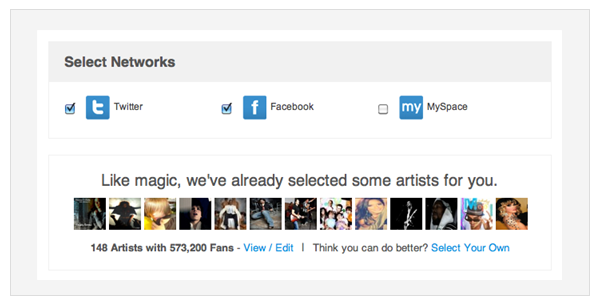 Select Networks
t Twitter f Facebook my MySpace
Like magic, we've already selected some artists for you.
148 Artists with 573,200 Fans - View / Edit | Think you can do better? Select Your Own